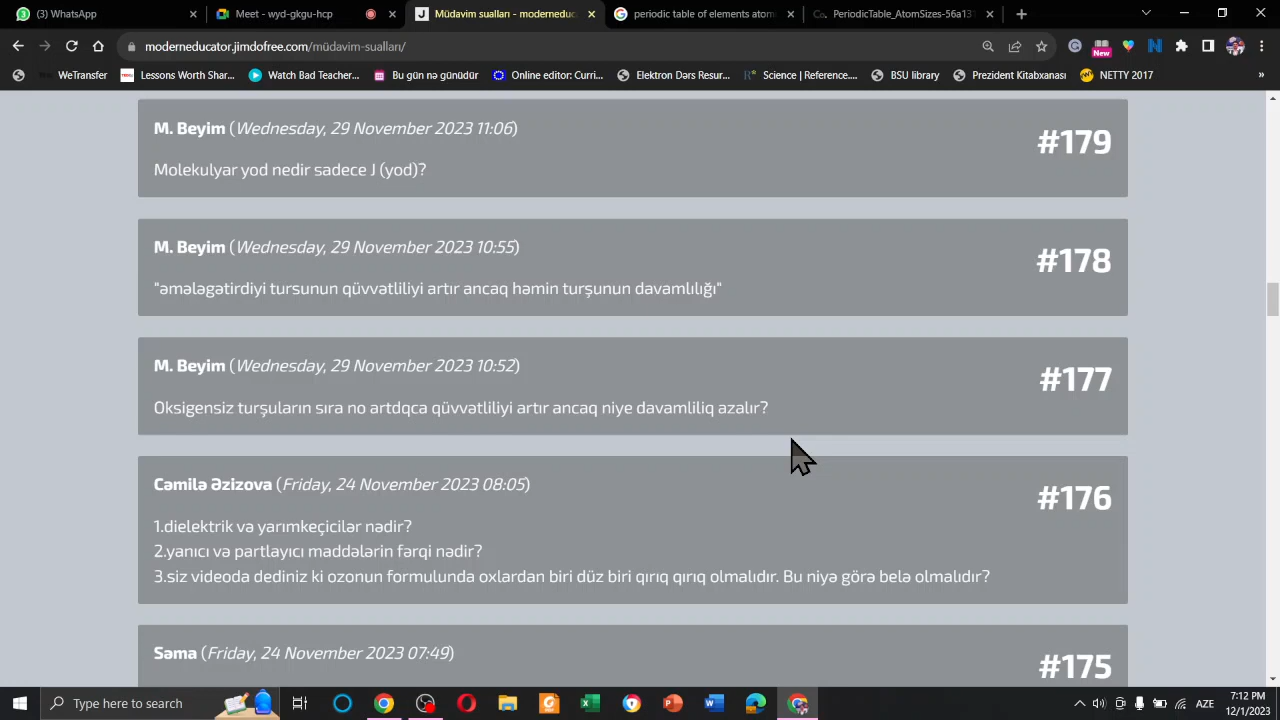 (3) WhatsApp
Meet - wyd-gkgu-hcp
Müdavim sualları - moderneduc
periodic table of elements atom
PeriodicTable_AtomSizes-56a131
moderneducator.jimdofree.com/müdavim-sualları/
New
WeTransfer
Lessons Worth Shar...
Watch Bad Teacher...
Bu gün nə günüdür
Online editor: Curri...
Elektron Dərs Resur...
Science | Reference....
BSU library
Prezident Kitabxanası
NETTY 2017
M. Beyim (Wednesday, 29 November 2023 11:06)
#179
Molekulyar yod nedir sadece J (yod)?
M. Beyim (Wednesday, 29 November 2023 10:55)
#178
"əmələgətirdiyi tursunun qüvvətliliyi artır ancaq həmin turşunun davamlılığı"
M. Beyim (Wednesday, 29 November 2023 10:52)
#177
Oksigensiz turşuların sıra no artdqca qüvvətliliyi artır ancaq niye davamliliq azalır?
Cəmilə Əzizova (Friday, 24 November 2023 08:05)
#176
1.dielektrik və yarımkeçicilər nədir?
2.yanıcı və partlayıcı maddələrin fərqi nədir?
3.siz videoda dediniz ki ozonun formulunda oxlardan biri düz biri qırıq qırıq olmalıdır. Bu niyə görə belə olmalıdır?
Səma (Friday, 24 November 2023 07:49)
#175
Type here to search
AZE
7:12 PM
12/1/2023